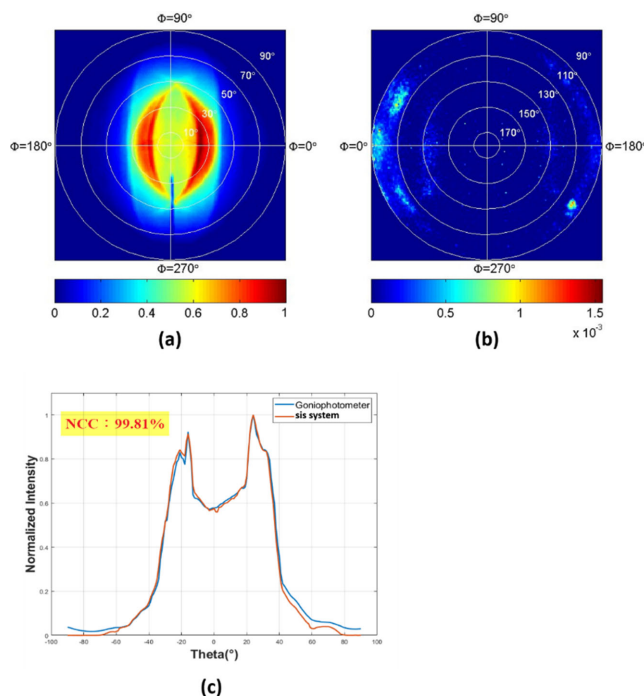 Φ=90°
90°
70°
50°
30°
10°
Φ=180°
Φ=0°
Φ=270°
0 0.2 0.4 0.6 0.8 1
(a)
Φ=90°
90°
110°
130°
150°
170°
Φ=0°
Φ=180°
Φ=270°
0 0.5 1 1.5
x 10⁻³
(b)
NCC：99.81%
Goniophotometer
sis system
Normalized Intensity
1
0.8
0.6
0.4
0.2
0
-100 -80 -60 -40 -20 0 20 40 60 80 100
Theta(°)
(c)